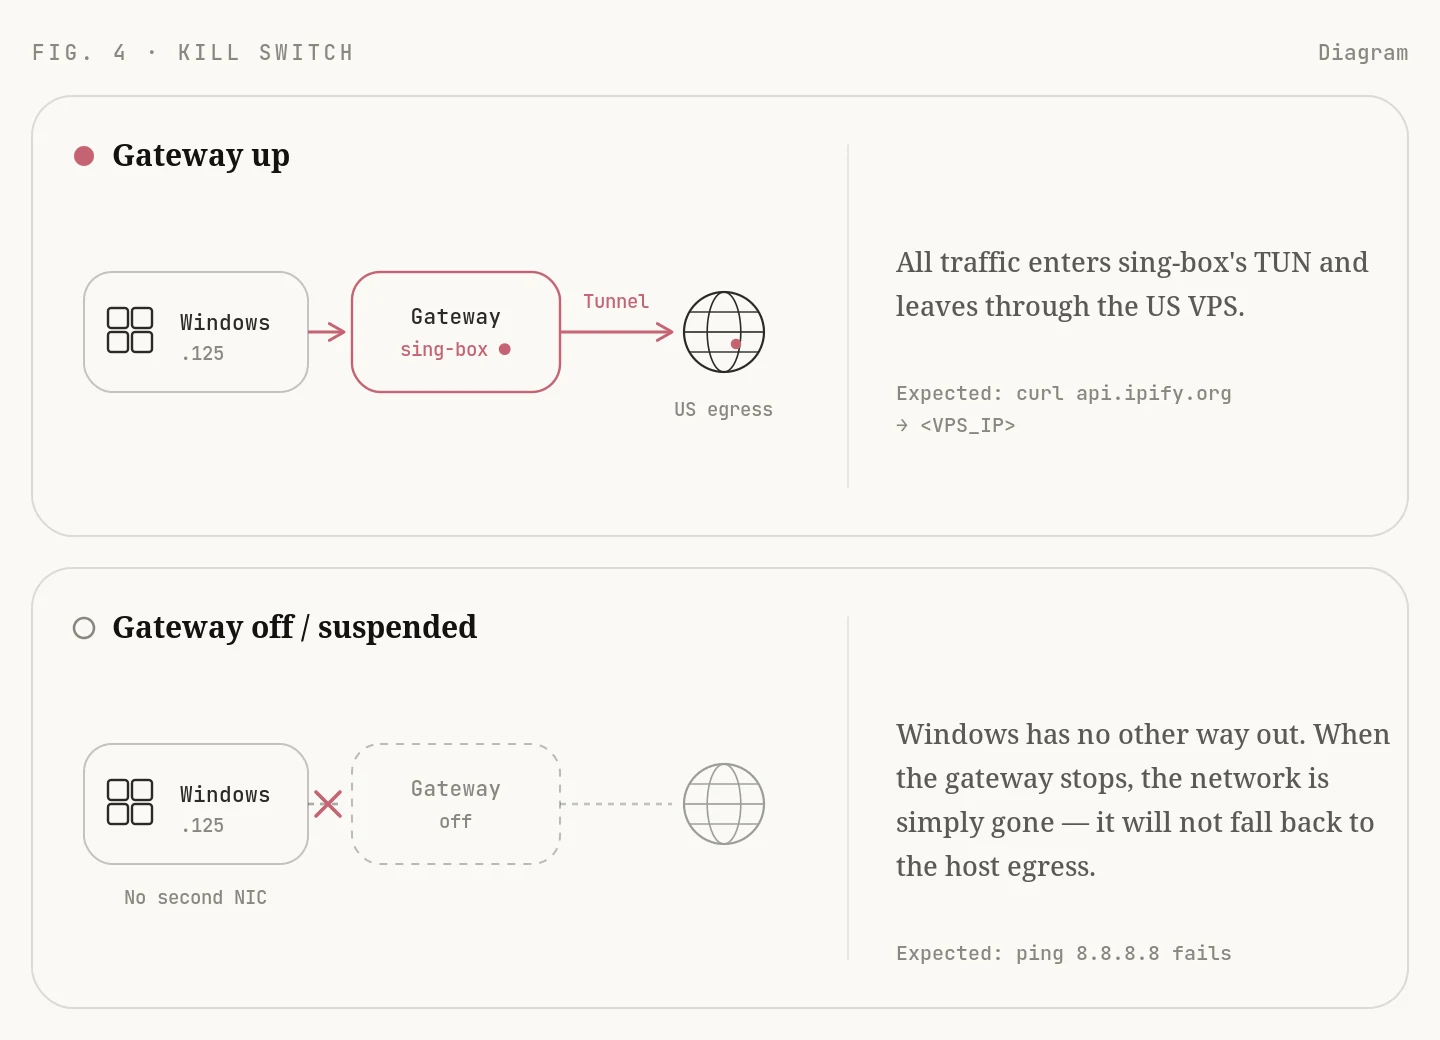 FIG. 4 · KILL SWITCH
Diagram
Gateway up
Windows
.125
Gateway
sing-box
Tunnel
US egress
All traffic enters sing-box's TUN and
leaves through the US VPS.
Expected: curl api.ipify.org
→ <VPS_IP>
Gateway off / suspended
Windows
.125
No second NIC
Gateway
off
Windows has no other way out. When
the gateway stops, the network is
simply gone — it will not fall back to
the host egress.
Expected: ping 8.8.8.8 fails